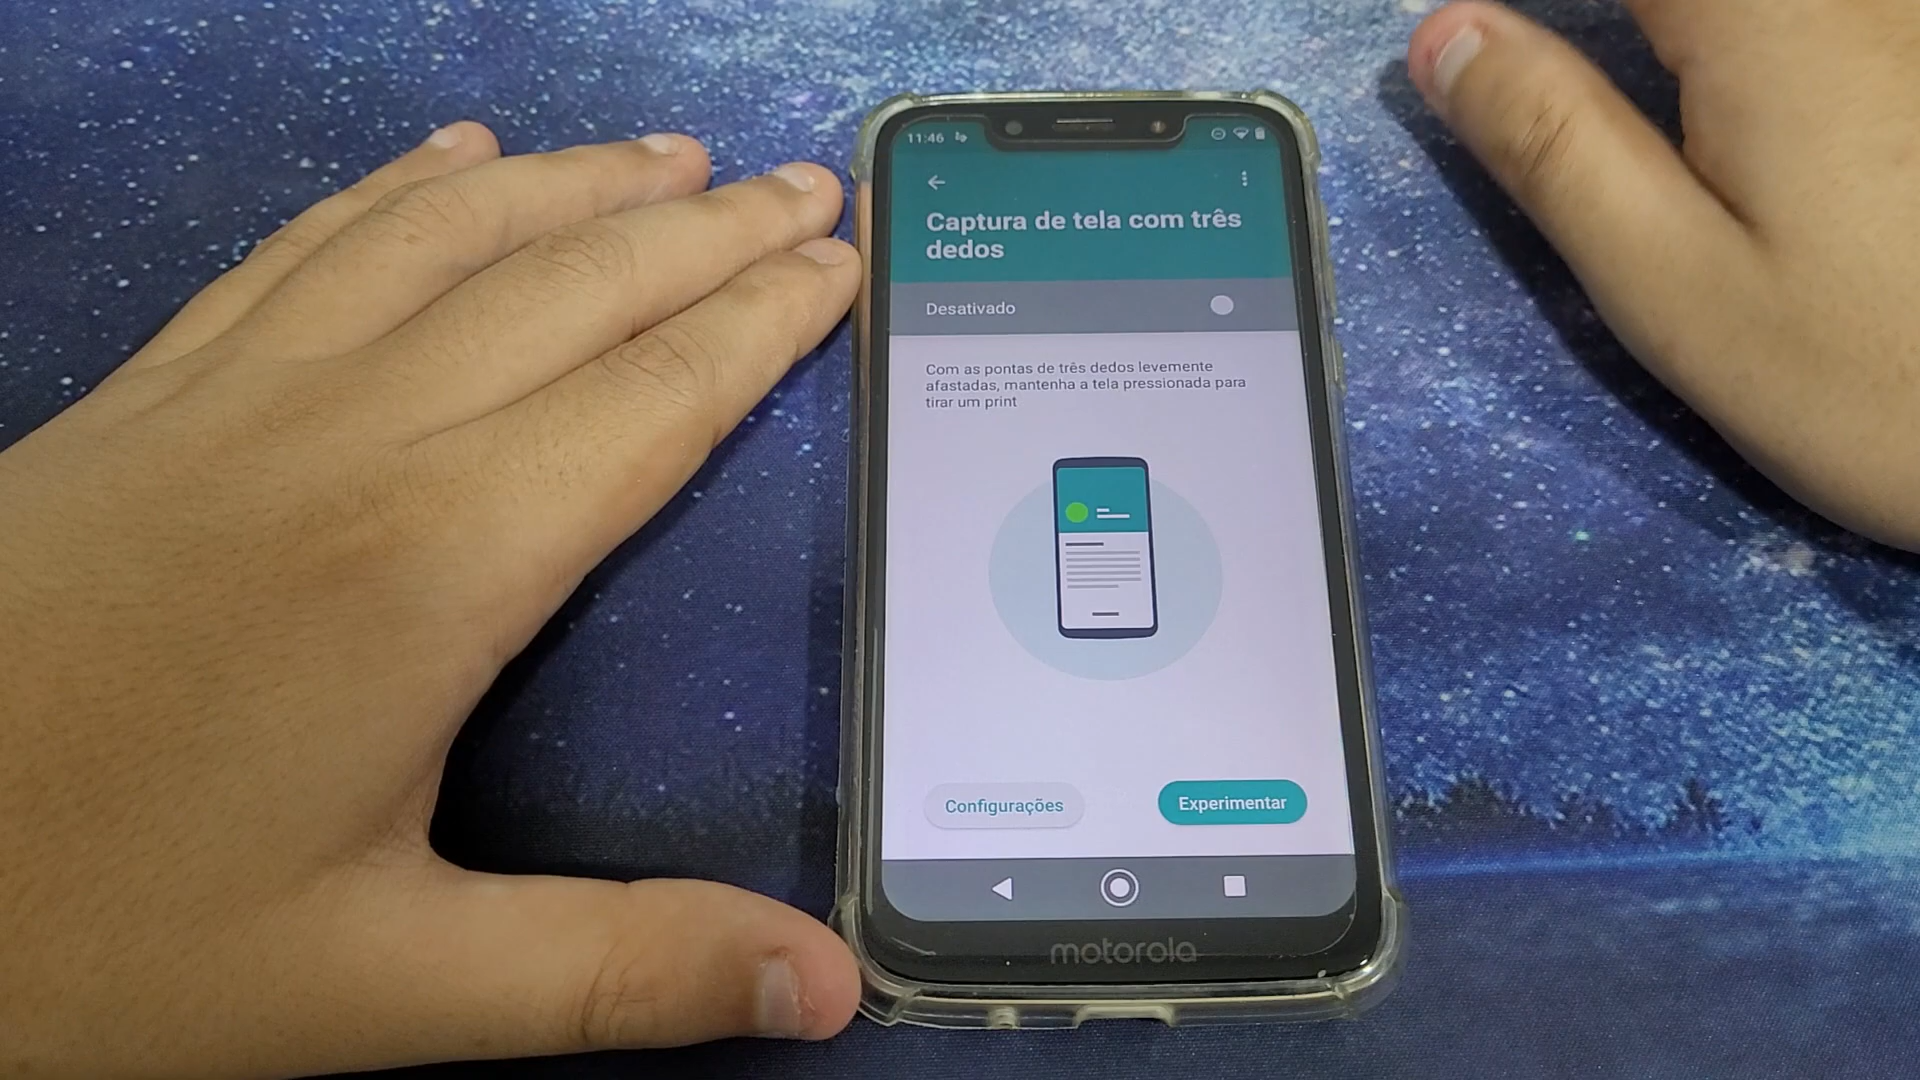 11:46
Captura de tela com três
dedos
Desativado
Com as pontas de três dedos levemente
afastadas, mantenha a tela pressionada para
tirar um print
Configurações
Experimentar
motorola